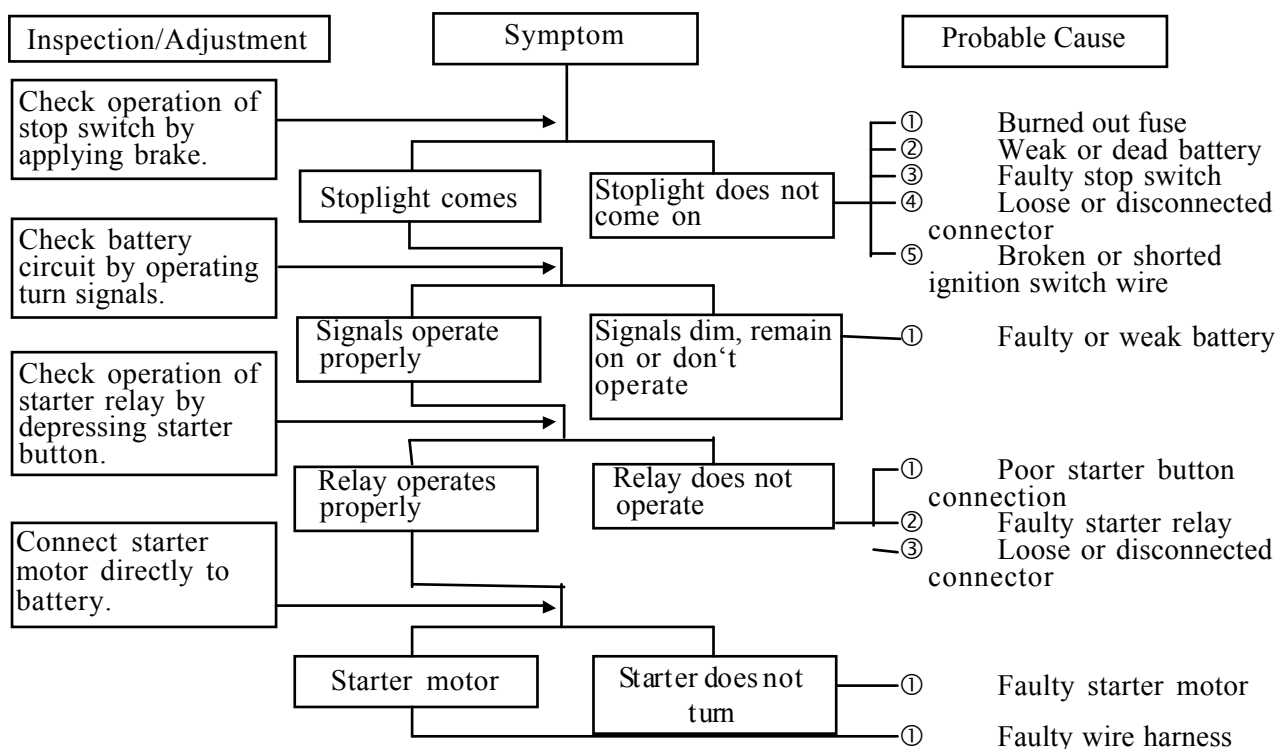 Inspection/Adjustment
Symptom
Probable Cause
Check operation of
stop switch by
applying brake.
Stoplight comes
Stoplight does not
come on
① Burned out fuse
② Weak or dead battery
③ Faulty stop switch
④ Loose or disconnected
connector
⑤ Broken or shorted
ignition switch wire
Check battery
circuit by operating
turn signals.
Signals operate
properly
Signals dim, remain
on or don‘t
operate
① Faulty or weak battery
Check operation of
starter relay by
depressing starter
button.
Relay operates
properly
Relay does not
operate
① Poor starter button
connection
② Faulty starter relay
③ Loose or disconnected
connector
Connect starter
motor directly to
battery.
Starter motor
Starter does not
turn
① Faulty starter motor
① Faulty wire harness